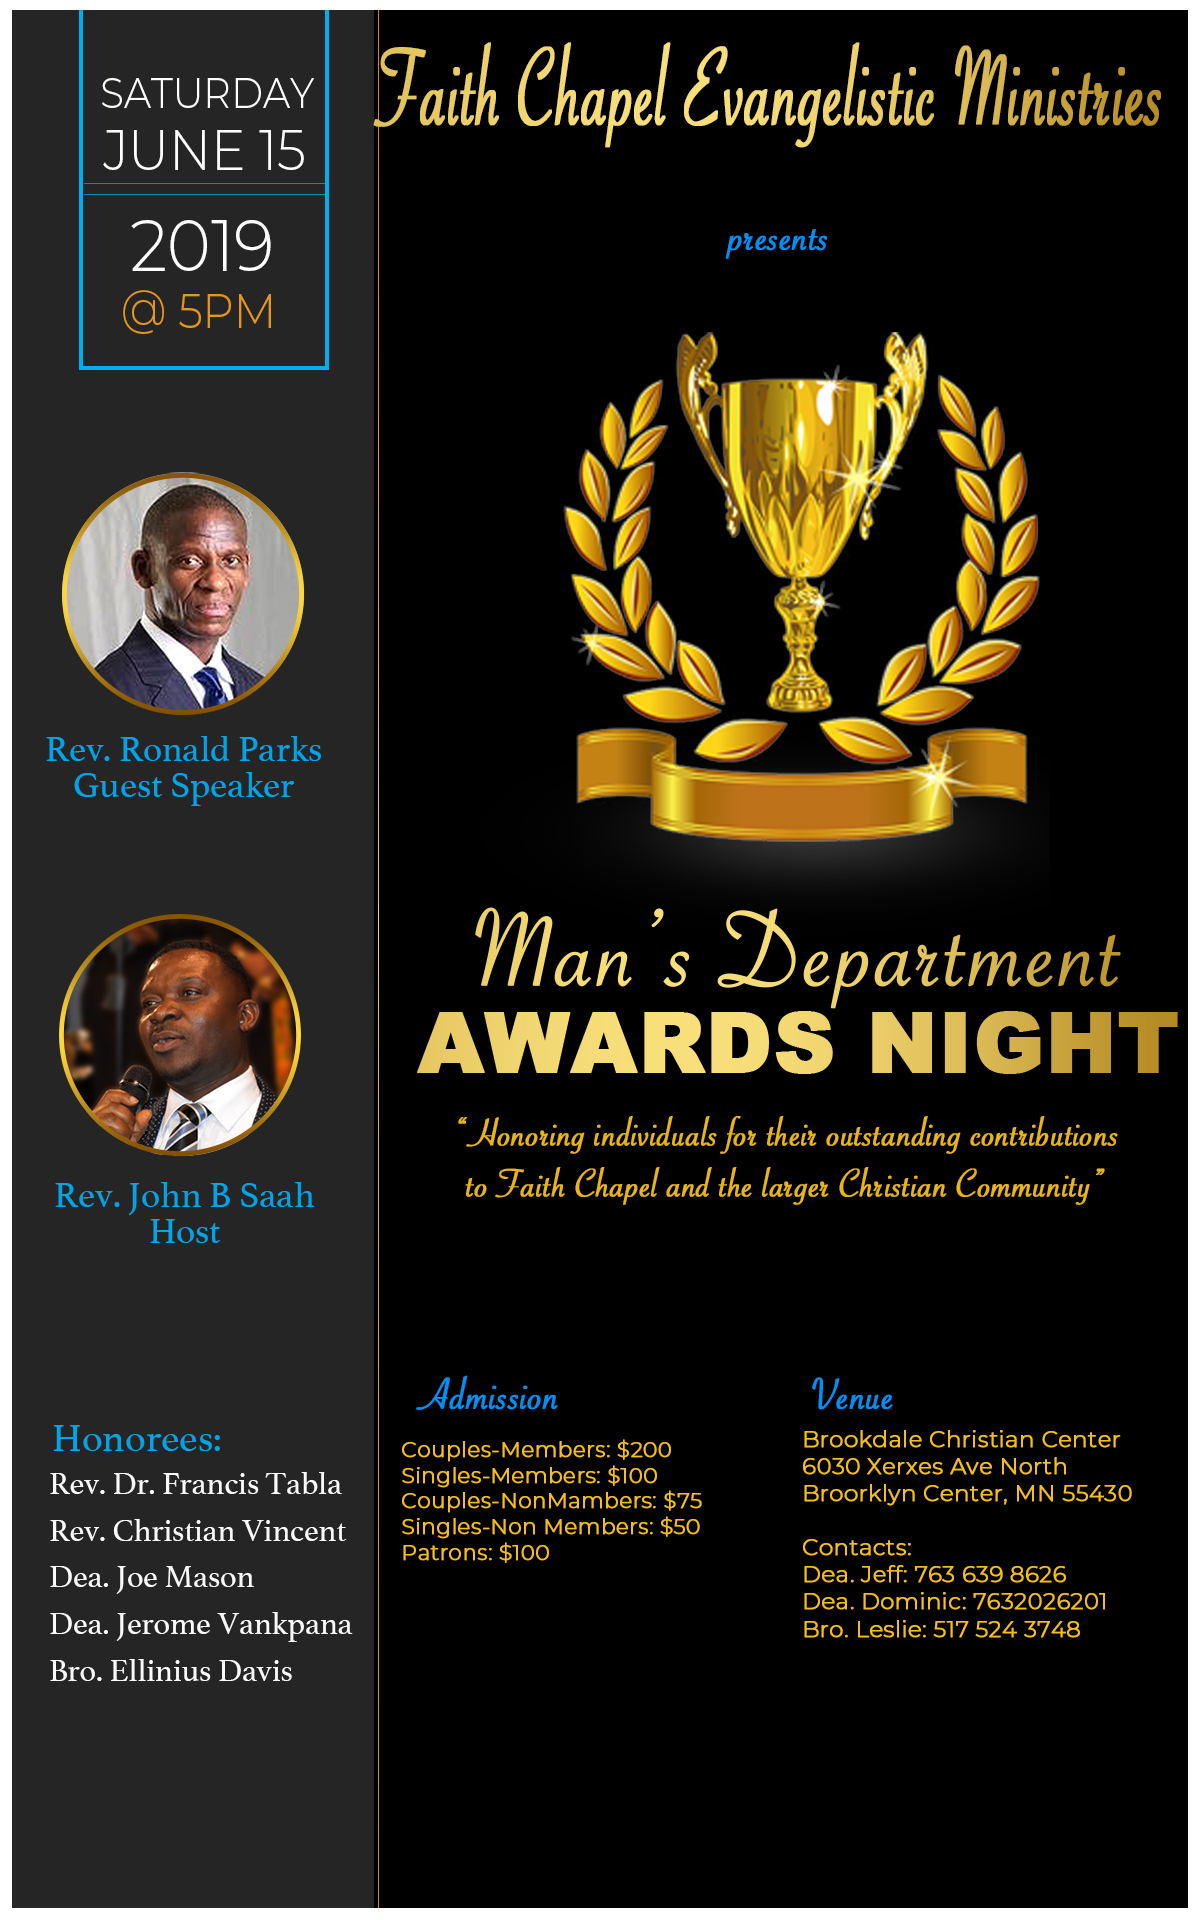 SATURDAY
JUNE 15
2019
@ 5PM
Rev. Ronald Parks
Guest Speaker
Rev. John B Saah
Host
Honorees:
Rev. Dr. Francis Tabla
Rev. Christian Vincent
Dea. Joe Mason
Dea. Jerome Vankpana
Bro. Ellinius Davis
Faith Chapel Evangelistic Ministries
presents
Man's Department
AWARDS NIGHT
“Honoring individuals for their outstanding contributions
to Faith Chapel and the larger Christian Community”
Admission
Couples-Members: $200
Singles-Members: $100
Couples-NonMambers: $75
Singles-Non Members: $50
Patrons: $100
Venue
Brookdale Christian Center
6030 Xerxes Ave North
Broorklyn Center, MN 55430
Contacts:
Dea. Jeff: 763 639 8626
Dea. Dominic: 7632026201
Bro. Leslie: 517 524 3748